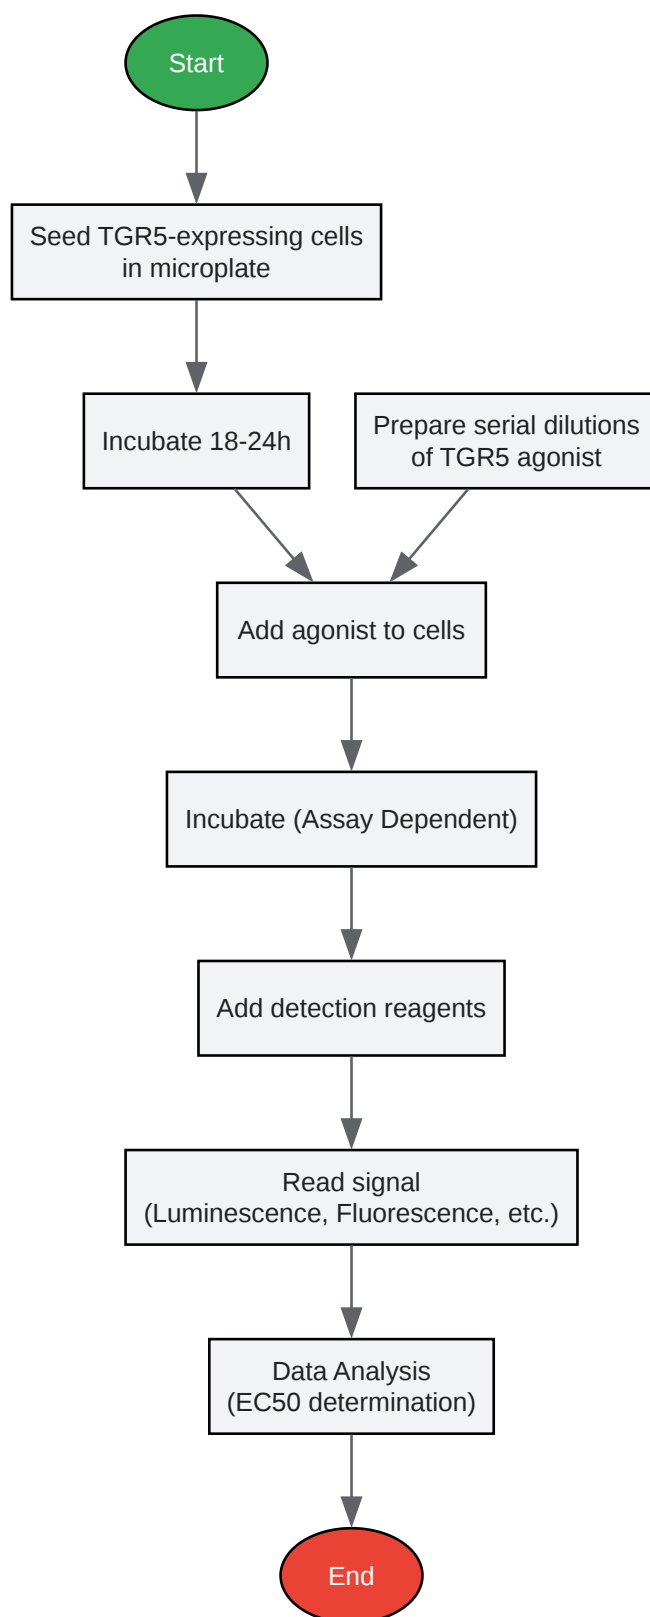 Start
Seed TGR5-expressing cells
in microplate
Incubate 18-24h
Prepare serial dilutions
of TGR5 agonist
Add agonist to cells
Incubate (Assay Dependent)
Add detection reagents
Read signal
(Luminescence, Fluorescence, etc.)
Data Analysis
(EC50 determination)
End